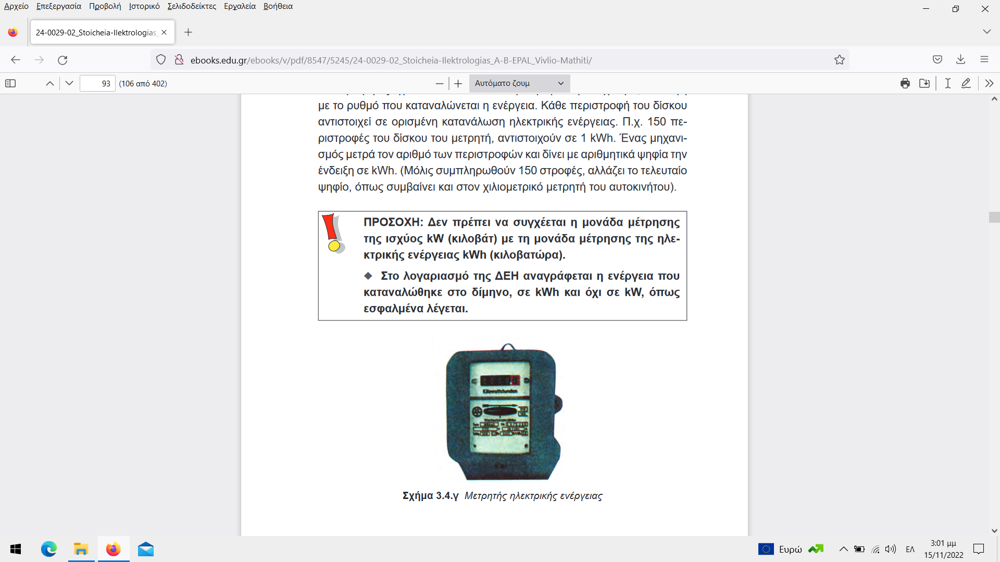 Αρχείο Επεξεργασία Προβολή Ιστορικό Σελιδοδείκτες Εργαλεία Βοήθεια
24-0029-02_Stoicheia-Ilektrologias_
ebooks.edu.gr/ebooks/v/pdf/8547/5245/24-0029-02_Stoicheia-Ilektrologias_A-B-EPAL_Vivlio-Mathiti/
93 (106 από 402) Αυτόματο ζουμ
με το ρυθμό που καταναλώνεται η ενέργεια. Κάθε περιστροφή του δίσκου
αντιστοιχεί σε ορισμένη κατανάλωση ηλεκτρικής ενέργειας. Π.χ. 150 πε-
ριστροφές του δίσκου του μετρητή, αντιστοιχούν σε 1 kWh. Ένας μηχανι-
σμός μετρά τον αριθμό των περιστροφών και δίνει με αριθμητικά ψηφία την
ένδειξη σε kWh. (Μόλις συμπληρωθούν 150 στροφές, αλλάζει το τελευταίο
ψηφίο, όπως συμβαίνει και στον χιλιομετρικό μετρητή του αυτοκινήτου).
ΠΡΟΣΟΧΗ: Δεν πρέπει να συγχέεται η μονάδα μέτρησης
της ισχύος kW (κιλοβάτ) με τη μονάδα μέτρησης της ηλε-
κτρικής ενέργειας kWh (κιλοβατώρα).
◆ Στο λογαριασμό της ΔΕΗ αναγράφεται η ενέργεια που
καταναλώθηκε στο δίμηνο, σε kWh και όχι σε kW, όπως
εσφαλμένα λέγεται.
Kilowattstunden
Σχήμα 3.4.γ Μετρητής ηλεκτρικής ενέργειας
Ευρώ ΕΛ 3:01 μμ
15/11/2022